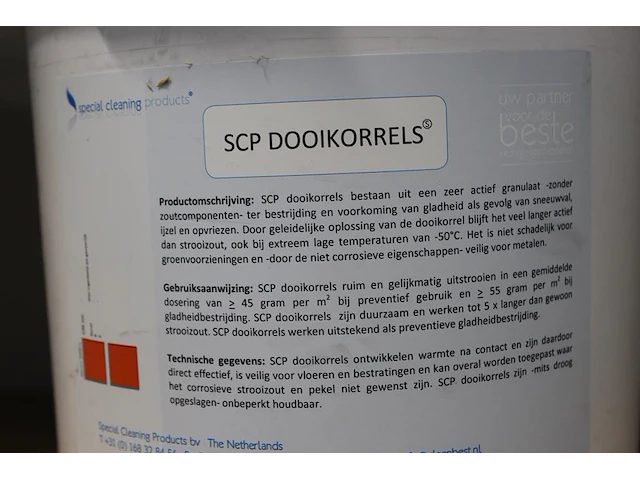 special cleaning products®
SCP DOOIKORRELS Ⓢ
uw partner
voor de
beste
Productomschrijving: SCP dooikorrels bestaan uit een zeer actief granulaat -zonder
zoutcomponenten- ter bestrijding en voorkoming van gladheid als gevolg van sneeuwval,
ijzel en opvriezen. Door geleidelijke oplossing van de dooikorrel blijft het veel langer actief
dan strooizout, ook bij extreem lage temperaturen van -50°C. Het is niet schadelijk voor
groenvoorzieningen en -door de niet corrosieve eigenschappen- veilig voor metalen.
Gebruiksaanwijzing: SCP dooikorrels ruim en gelijkmatig uitstrooien in een gemiddelde
dosering van ≥ 45 gram per m² bij preventief gebruik en ≥ 55 gram per m² bij
gladheidbestrijding. SCP dooikorrels zijn duurzaam en werken tot 5 x langer dan gewoon
strooizout. SCP dooikorrels werken uitstekend als preventieve gladheidbestrijding.
Technische gegevens: SCP dooikorrels ontwikkelen warmte na contact en zijn daardoor
direct effectief, is veilig voor vloeren en bestratingen en kan overal worden toegepast waar
het corrosieve strooizout en pekel niet gewenst zijn. SCP dooikorrels zijn -mits droog
opgeslagen- onbeperkt houdbaar.
Special Cleaning Products bv The Netherlands
T +31 (0) 168 32 84 54